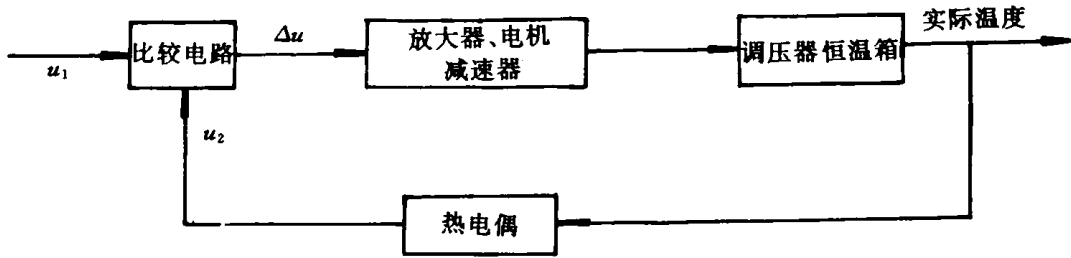 实际温度
u₁
比较电路
Δu
放大器、电机
减速器
调压器恒温箱
u₂
热电偶